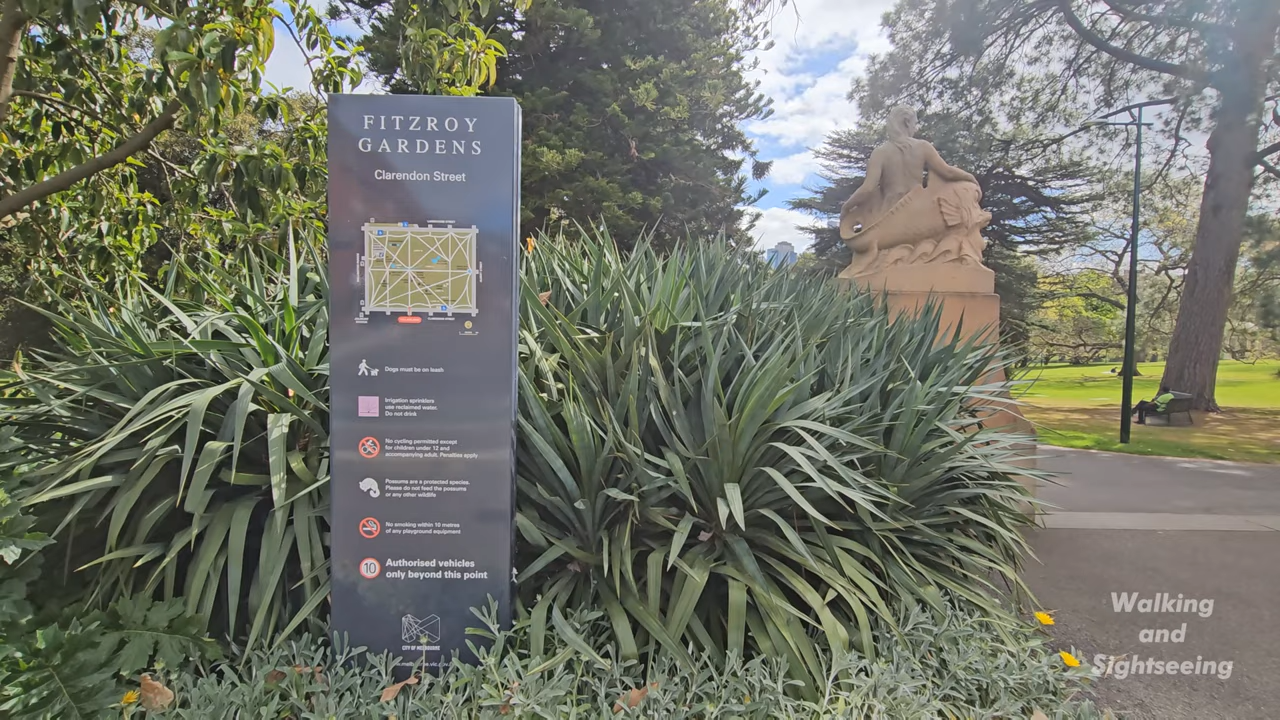 FITZROY
GARDENS
Clarendon Street
Dogs must be on leash
Irrigation sprinklers
use reclaimed water.
Do not drink
No cycling permitted except
for children under 12 and
accompanying adult. Penalties apply
Possums are a protected species.
Please do not feed the possums
or any other wildlife
No smoking within 10 metres
of any playground equipment
10
Authorised vehicles
only beyond this point
CITY OF MELBOURNE
Walking
and
Sightseeing